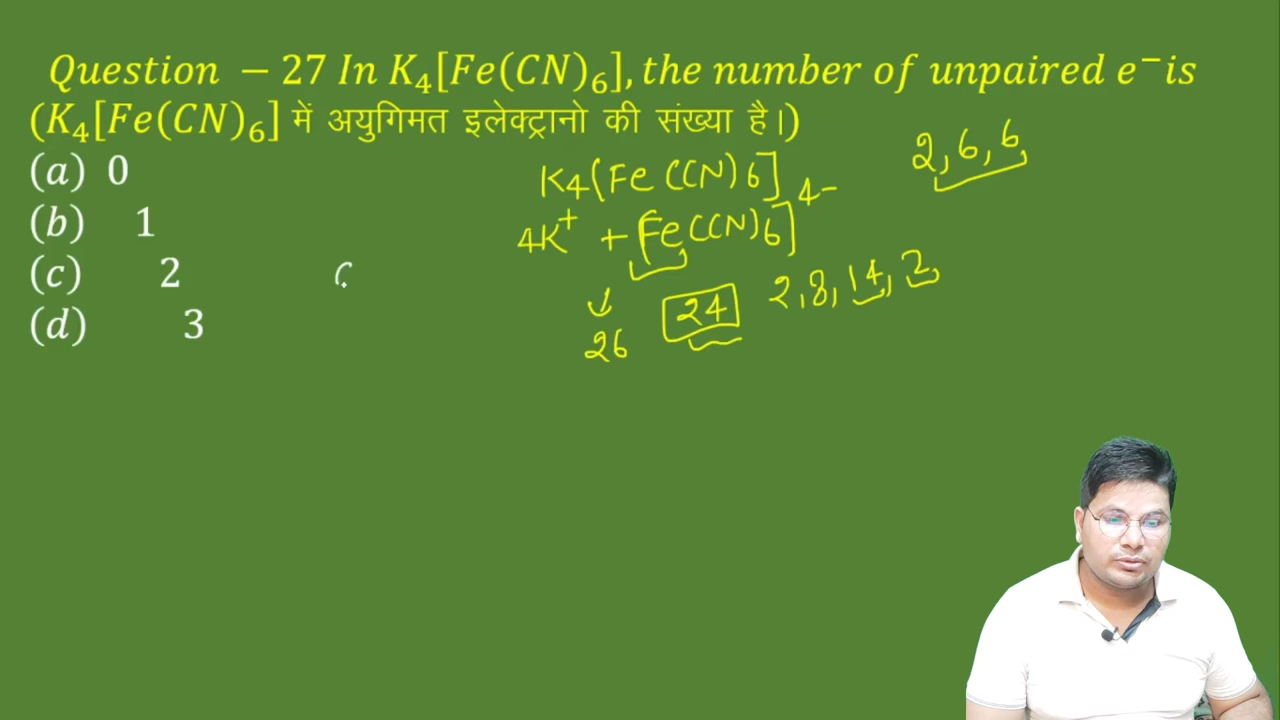 Question – 27 In K₄[Fe(CN)₆], the number of unpaired e⁻ is
(K₄[Fe(CN)₆] में अयुगिमत इलेक्ट्रानो की संख्या है।)
(a) 0
(b) 1
(c) 2
(d) 3
K4(Fe(CN)6]
4K⁺ + Fe(CN)6]⁴⁻
2, 6, 6,
26
24
2,8,14,2,
(